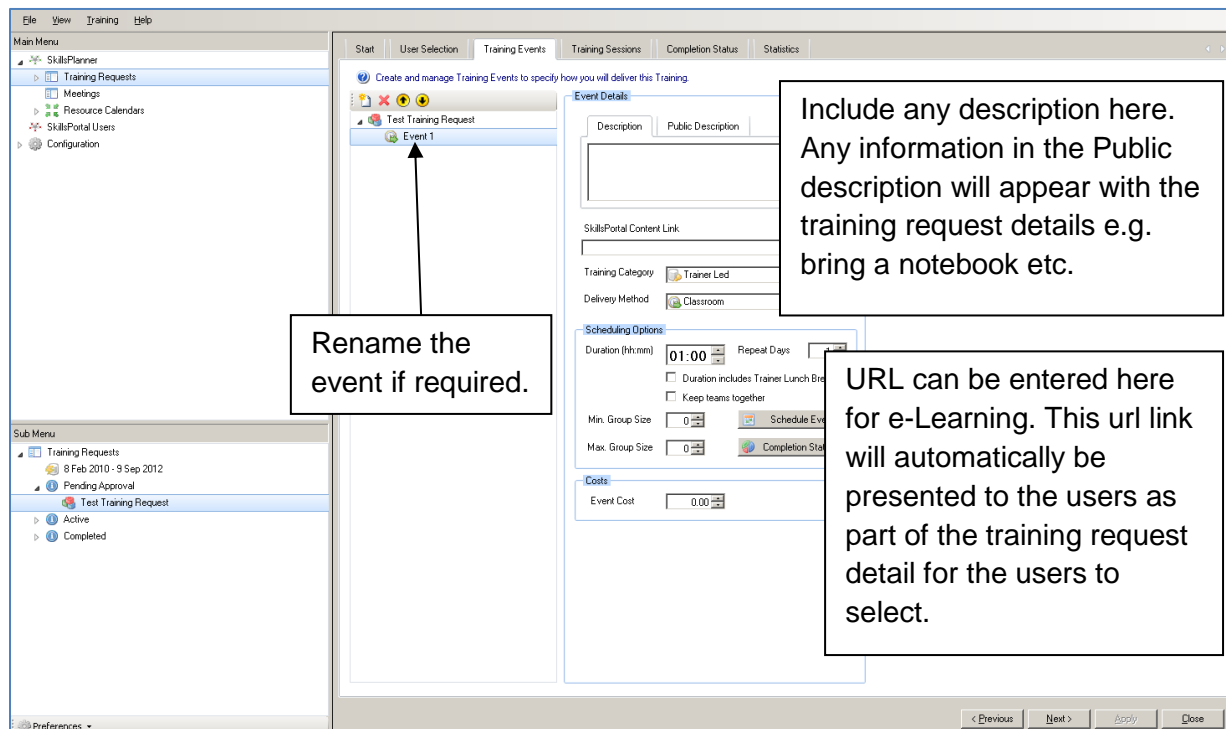 File View Training Help
Main Menu
SkillsPlanner
Training Requests
Meetings
Resource Calendars
SkillsPortal Users
Configuration
Sub Menu
Training Requests
8 Feb 2010 - 9 Sep 2012
Pending Approval
Test Training Request
Active
Completed
Preferences
Start User Selection Training Events Training Sessions Completion Status Statistics
Create and manage Training Events to specify how you will deliver this Training.
Test Training Request
Event 1
Rename the
event if required.
Event Details
Description Public Description
SkillsPortal Content Link
Training Category Trainer Led
Delivery Method Classroom
Scheduling Options
Duration (hh:mm) 01:00 Repeat Days
Duration includes Trainer Lunch
Keep teams together
Min. Group Size 0 Schedule
Max. Group Size 0 Completion
Costs
Event Cost 0.00
Include any description here.
Any information in the Public
description will appear with the
training request details e.g.
bring a notebook etc.
URL can be entered here
for e-Learning. This url link
will automatically be
presented to the users as
part of the training request
detail for the users to
select.
< Previous Next > Apply Close